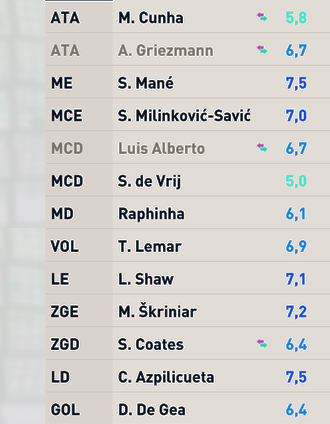 ATA M. Cunha 5,8
ATA A. Griezmann 6,7
ME S. Mané 7,5
MCE S. Milinković-Savić 7,0
MCD Luis Alberto 6,7
MCD S. de Vrij 5,0
MD Raphinha 6,1
VOL T. Lemar 6,9
LE L. Shaw 7,1
ZGE M. Škriniar 7,2
ZGD S. Coates 6,4
LD C. Azpilicueta 7,5
GOL D. De Gea 6,4